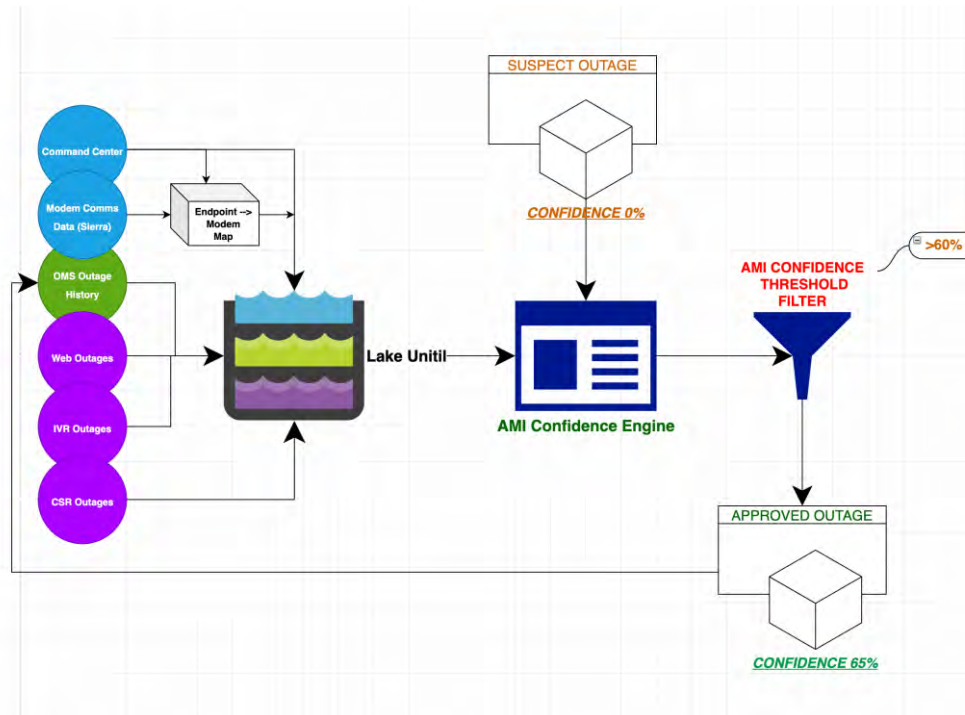 SUSPECT OUTAGE
CONFIDENCE 0%
Command Center
Modem Comms
Data (Sierra)
Endpoint -->
Modem
Map
OMS Outage
History
Web Outages
IVR Outages
CSR Outages
Lake Unitil
AMI Confidence Engine
>60%
AMI CONFIDENCE
THRESHOLD
FILTER
APPROVED OUTAGE
CONFIDENCE 65%